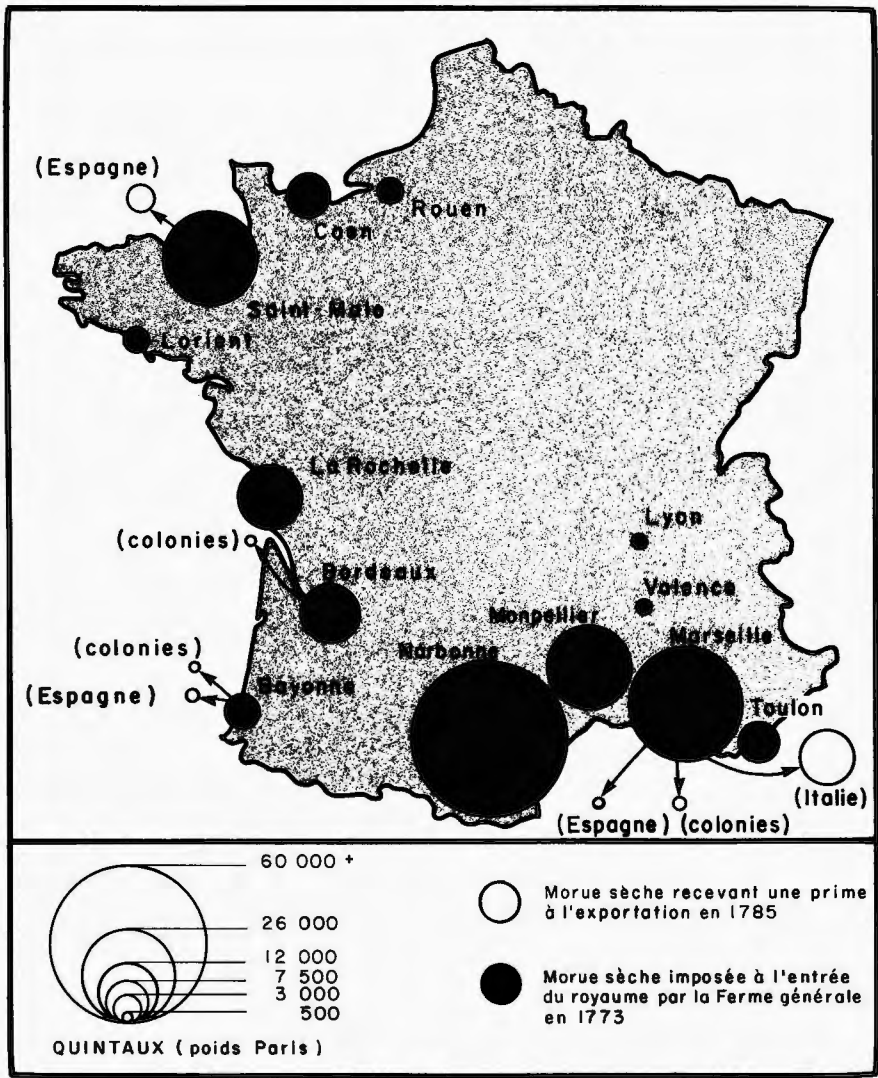 (Espagne)
Rouen
Caen
Saint-Malo
Lorient
La Rochelle
(colonies)
Bordeaux
Lyon
Valence
Monpellier
Marseille
Narbonne
(colonies)
(Espagne)
Bayonne
Toulon
(Italie)
(Espagne) (colonies)
60 000 +
26 000
12 000
7 500
3 000
500
QUINTAUX (poids Paris)
Morue sèche recevant une prime
à l'exportation en 1785
Morue sèche imposée à l'entrée
du royaume par la Ferme générale
en 1773